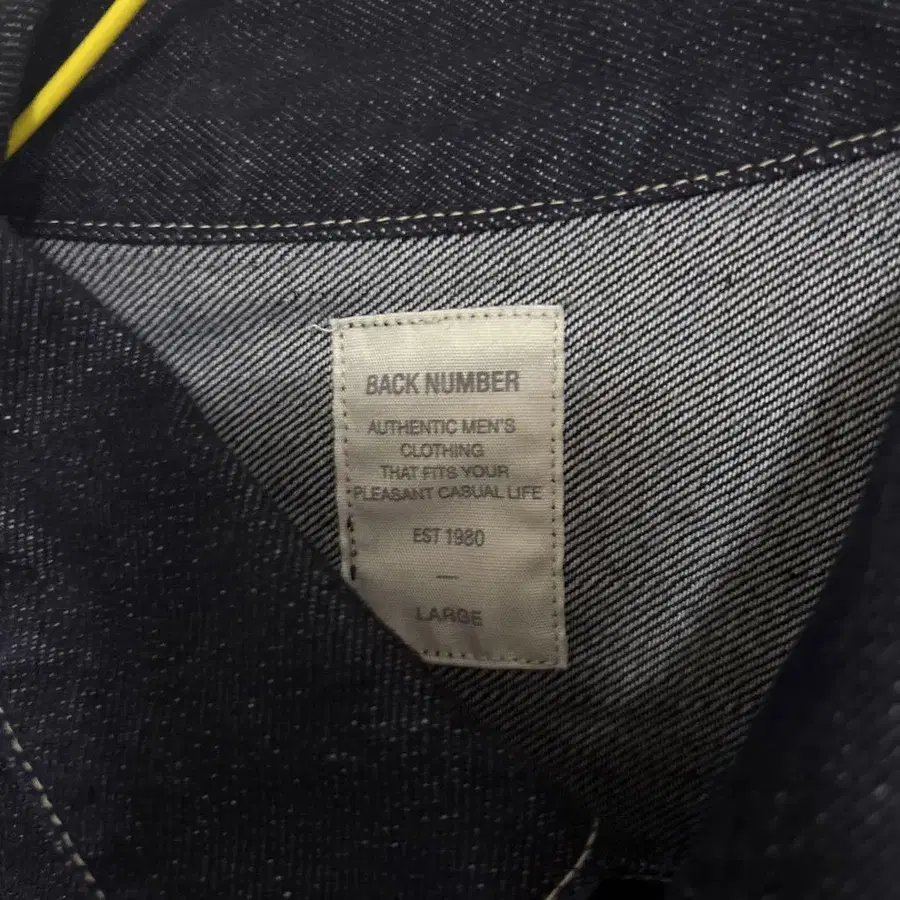 BACK NUMBER
AUTHENTIC MEN'S
CLOTHING
THAT FITS YOUR
PLEASANT CASUAL LIFE
EST 1980
—
LARGE